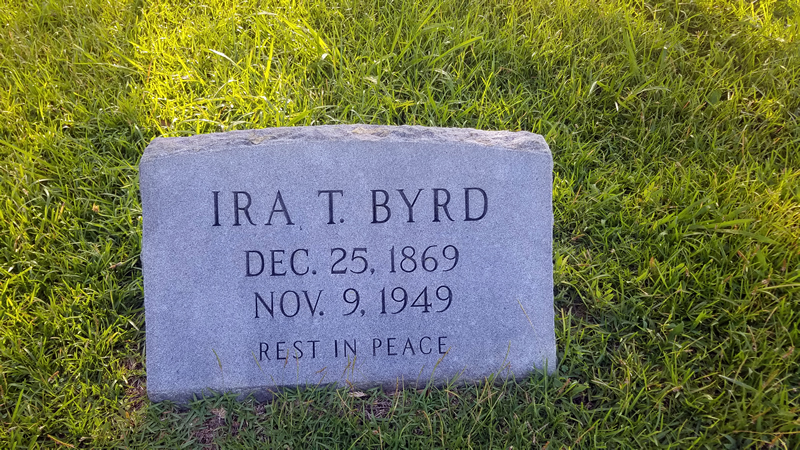 IRA T. BYRD
DEC. 25, 1869
NOV. 9, 1949
REST IN PEACE